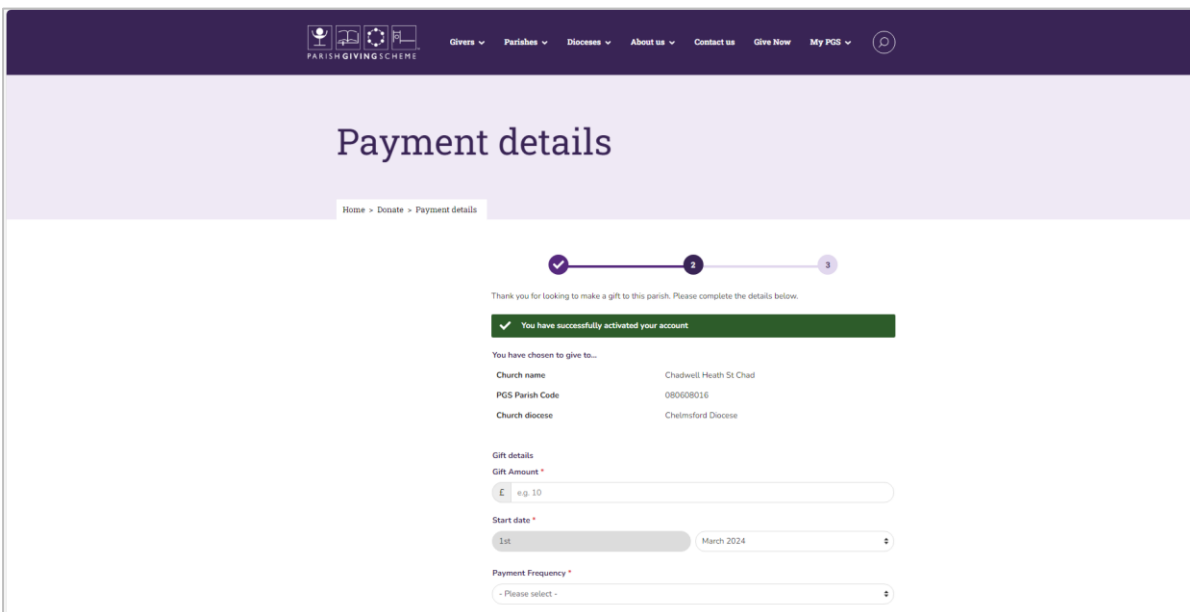 PARISH GIVING SCHEME
Givers Parishes Dioceses About us Contact us Give Now My PGS
Payment details
Home > Donate > Payment details
2 3
Thank you for looking to make a gift to this parish. Please complete the details below.
You have successfully activated your account
You have chosen to give to...
Church name Chadwell Heath St Chad
PGS Parish Code 080608016
Church diocese Chelmsford Diocese
Gift details
Gift Amount *
£ e.g. 10
Start date *
1st March 2024
Payment Frequency *
- Please select -